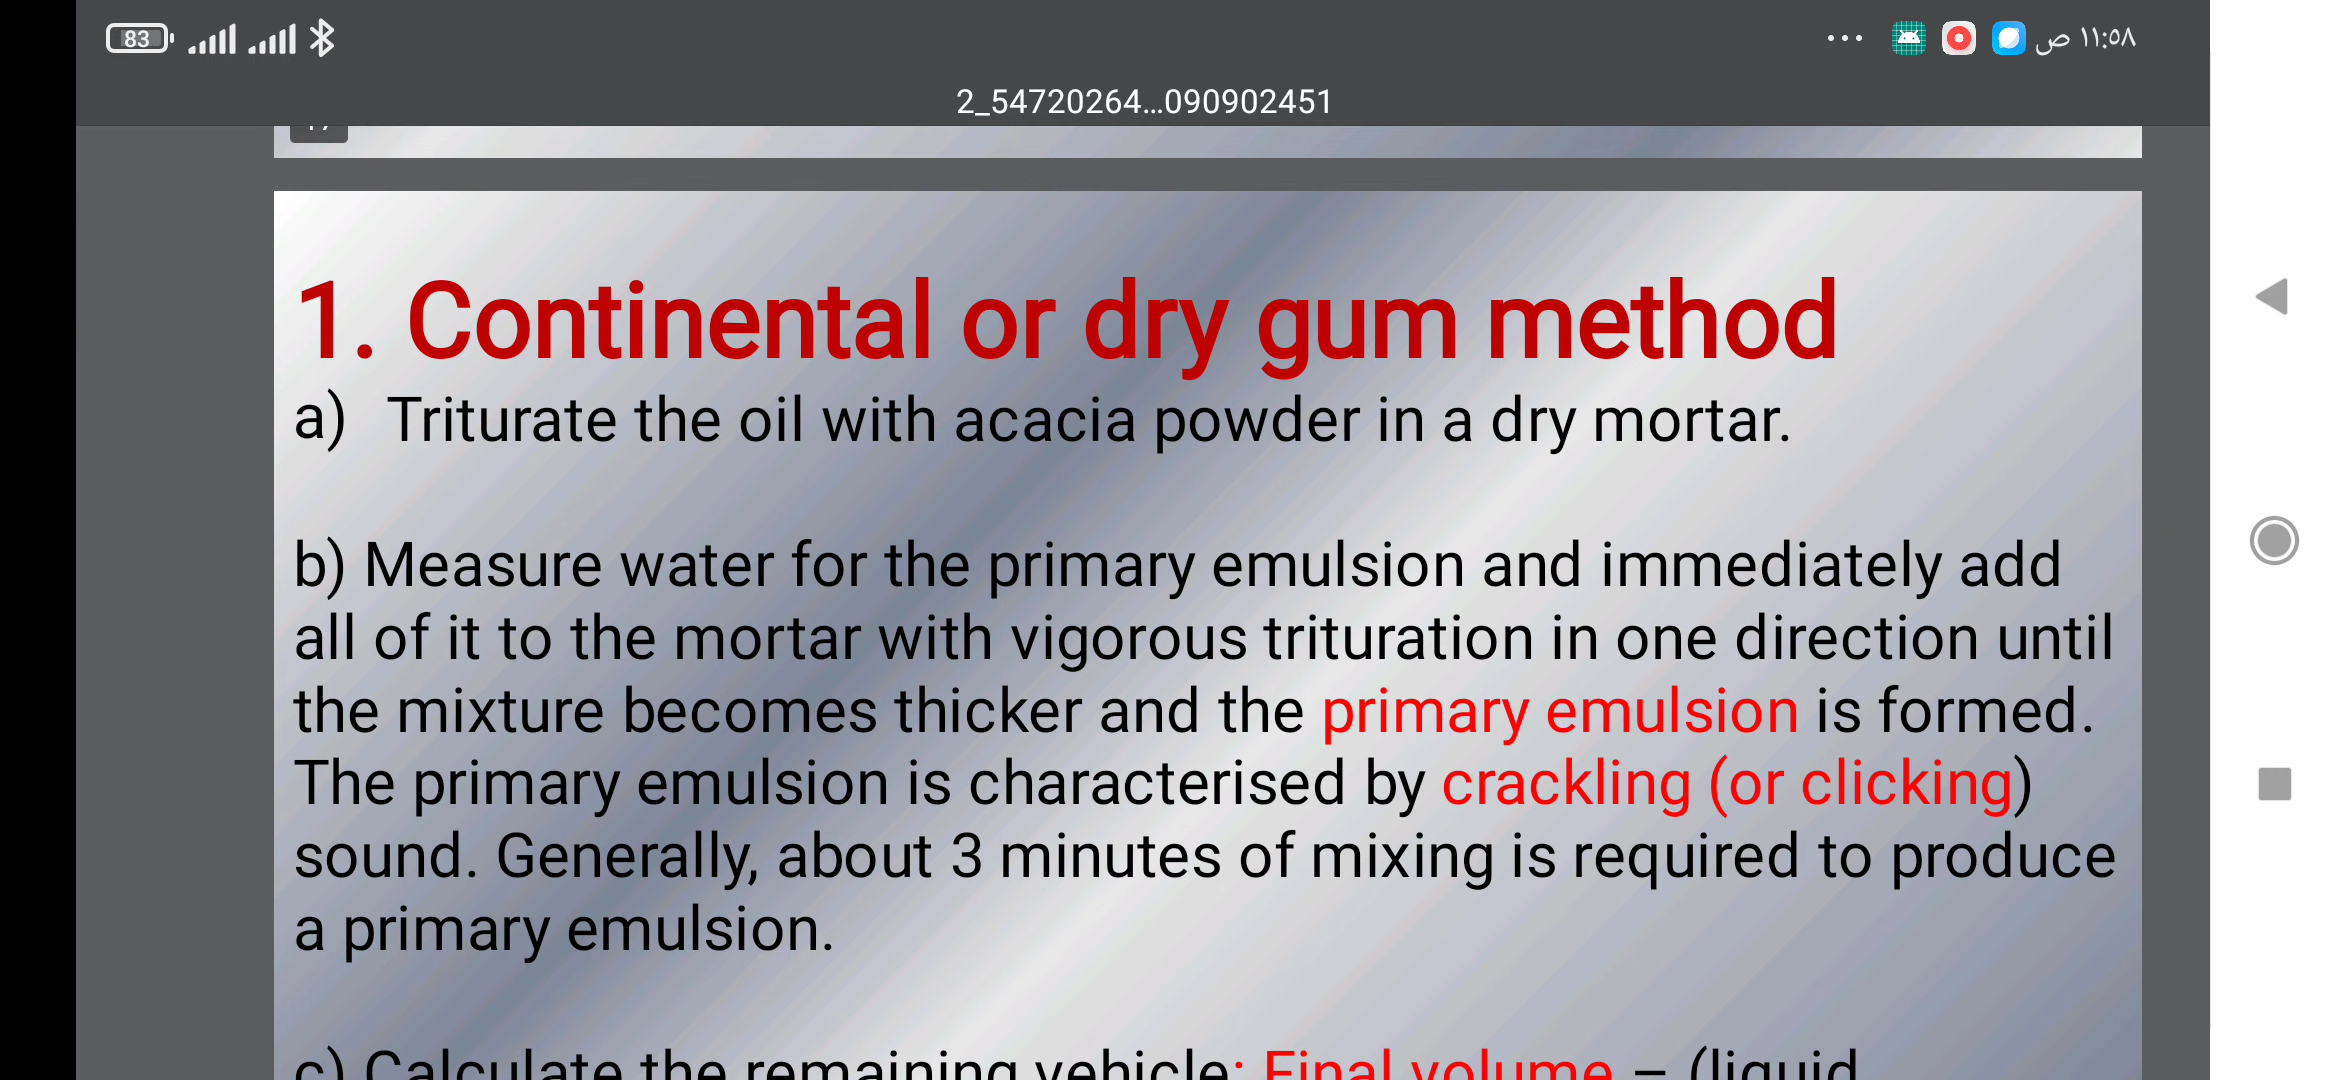 83
ص ١١:٥٨
2_54720264...090902451
1. Continental or dry gum method
a) Triturate the oil with acacia powder in a dry mortar.
b) Measure water for the primary emulsion and immediately add
all of it to the mortar with vigorous trituration in one direction until
the mixture becomes thicker and the primary emulsion is formed.
The primary emulsion is characterised by crackling (or clicking)
sound. Generally, about 3 minutes of mixing is required to produce
a primary emulsion.
c) Calculate the remaining vehicle: Final volume – (liquid